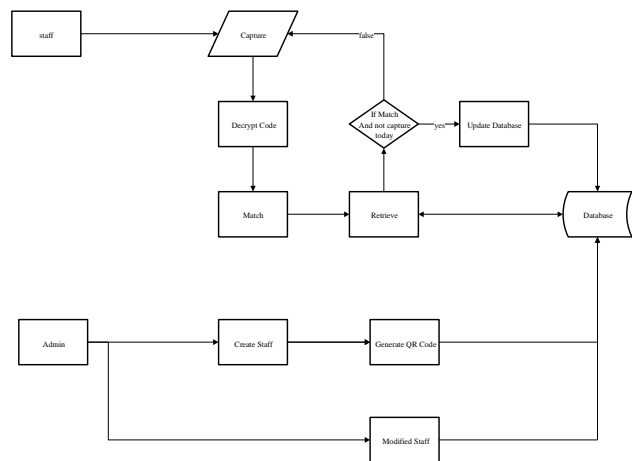 staff
Capture
false
Decrypt Code
If Match
And not capture
today
yes
Update Database
Match
Retrieve
Database
Admin
Create Staff
Generate QR Code
Modified Staff